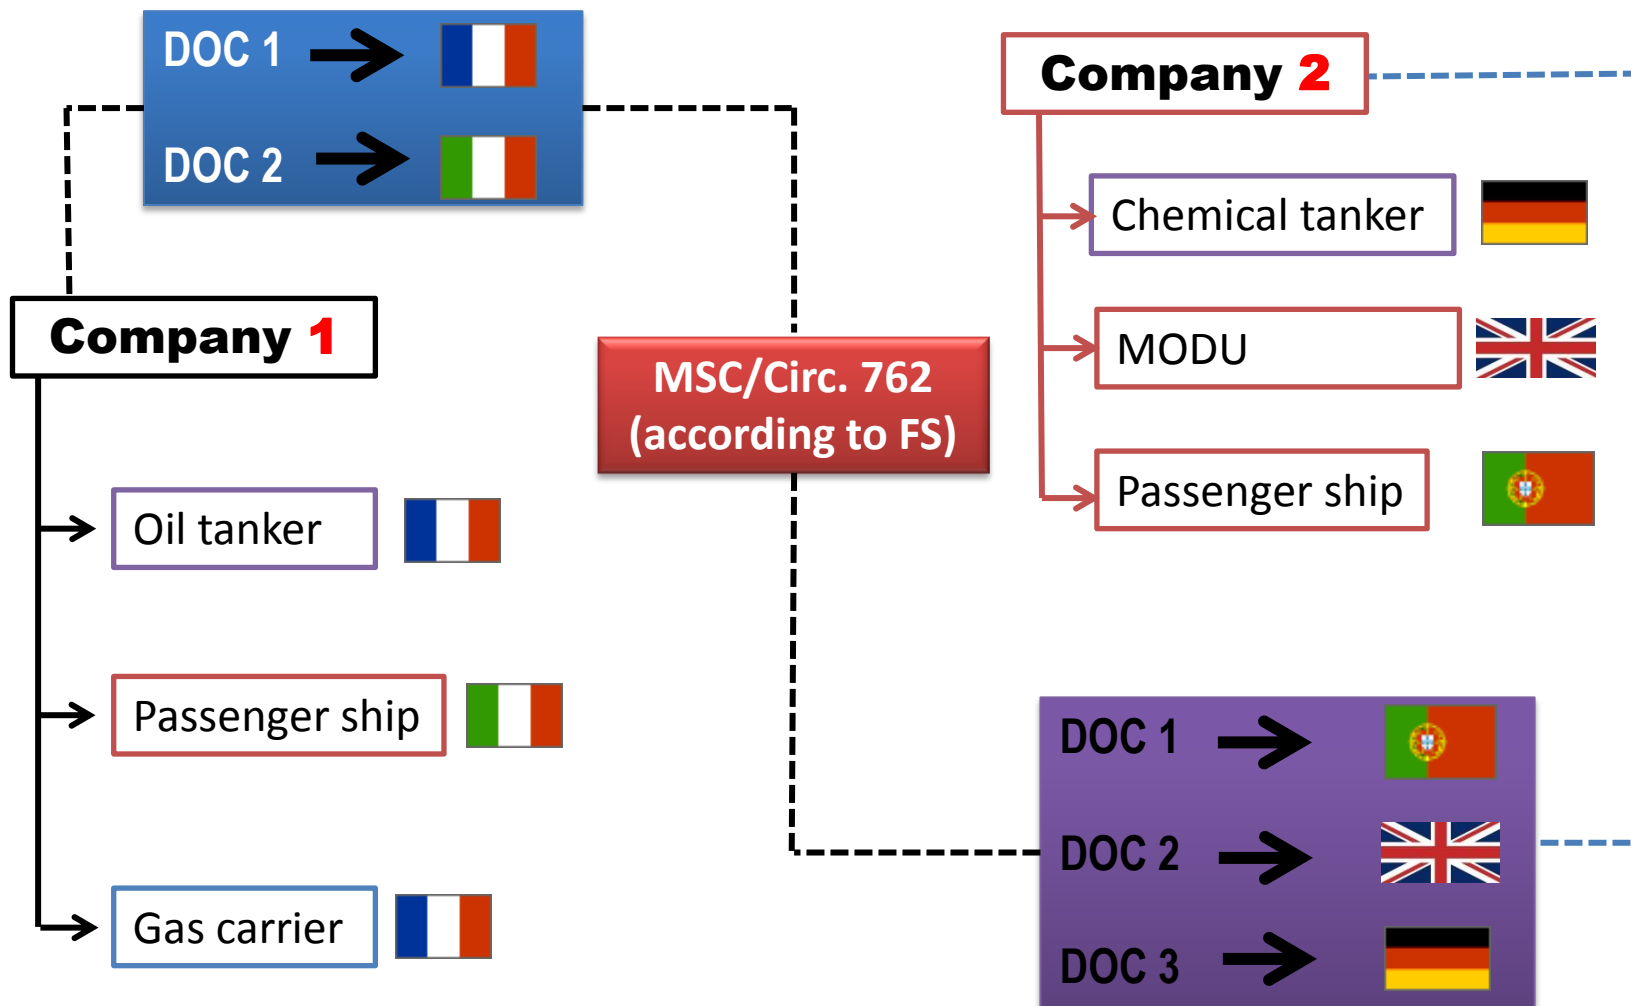 DOC 1
DOC 2
Company 1
Oil tanker
Passenger ship
Gas carrier
MSC/Circ. 762
(according to FS)
Company 2
Chemical tanker
MODU
Passenger ship
DOC 1
DOC 2
DOC 3